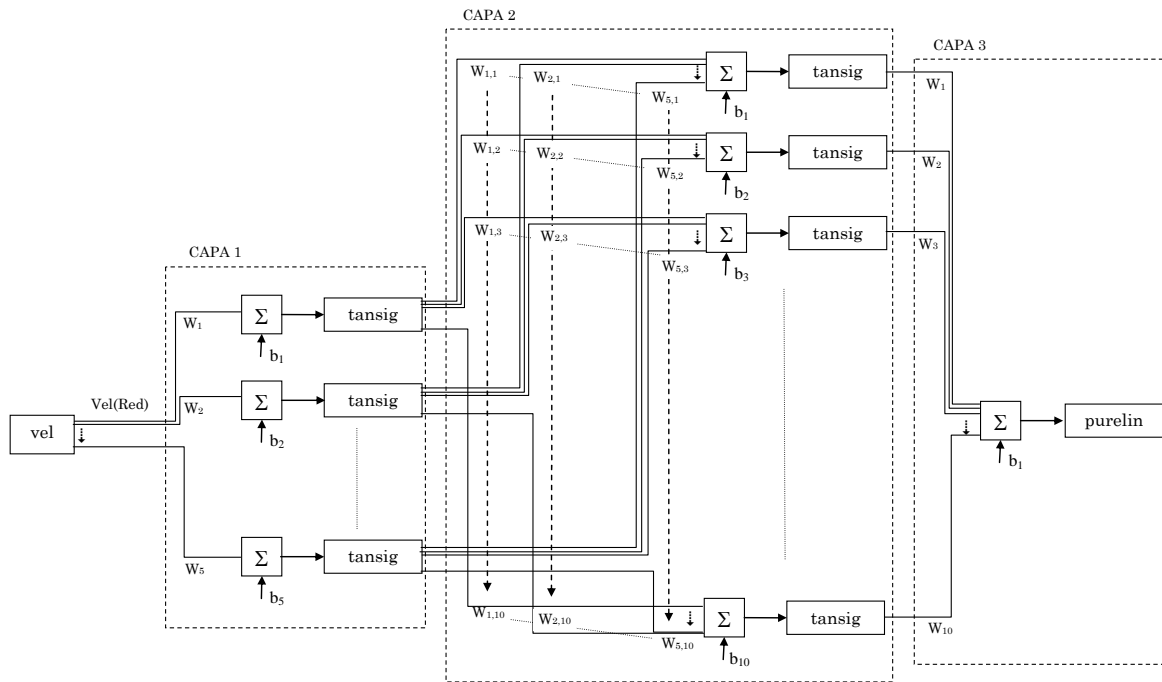 CAPA 2
CAPA 3
W1,1
W2,1
W5,1
Σ
tansig
b1
W1
W1,2
W2,2
W5,2
Σ
tansig
b2
W2
W1,3
W2,3
W5,3
Σ
tansig
b3
W3
CAPA 1
W1
Σ
tansig
b1
Vel(Red)
W2
Σ
tansig
b2
vel
Σ
purelin
b1
W5
Σ
tansig
b5
W1,10
W2,10
W5,10
Σ
tansig
b10
W10